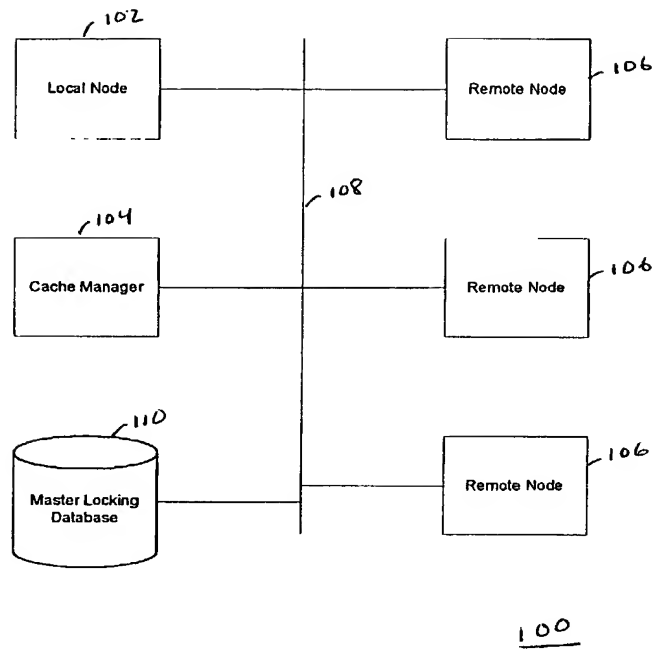 102
Local Node
106
Remote Node
108
104
Cache Manager
106
Remote Node
110
Master Locking
Database
106
Remote Node
100